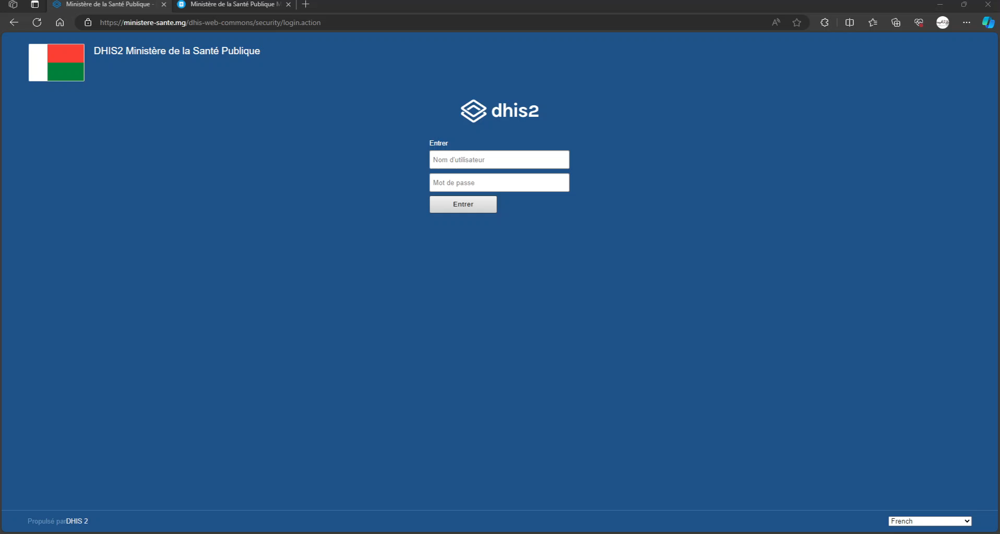 Ministère de la Santé Publique -
Ministère de la Santé Publique M
https://ministere-sante.mg/dhis-web-commons/security/login.action
DHIS2 Ministère de la Santé Publique
dhis2
Entrer
Nom d'utilisateur
Mot de passe
Entrer
Propulsé parDHIS 2
French